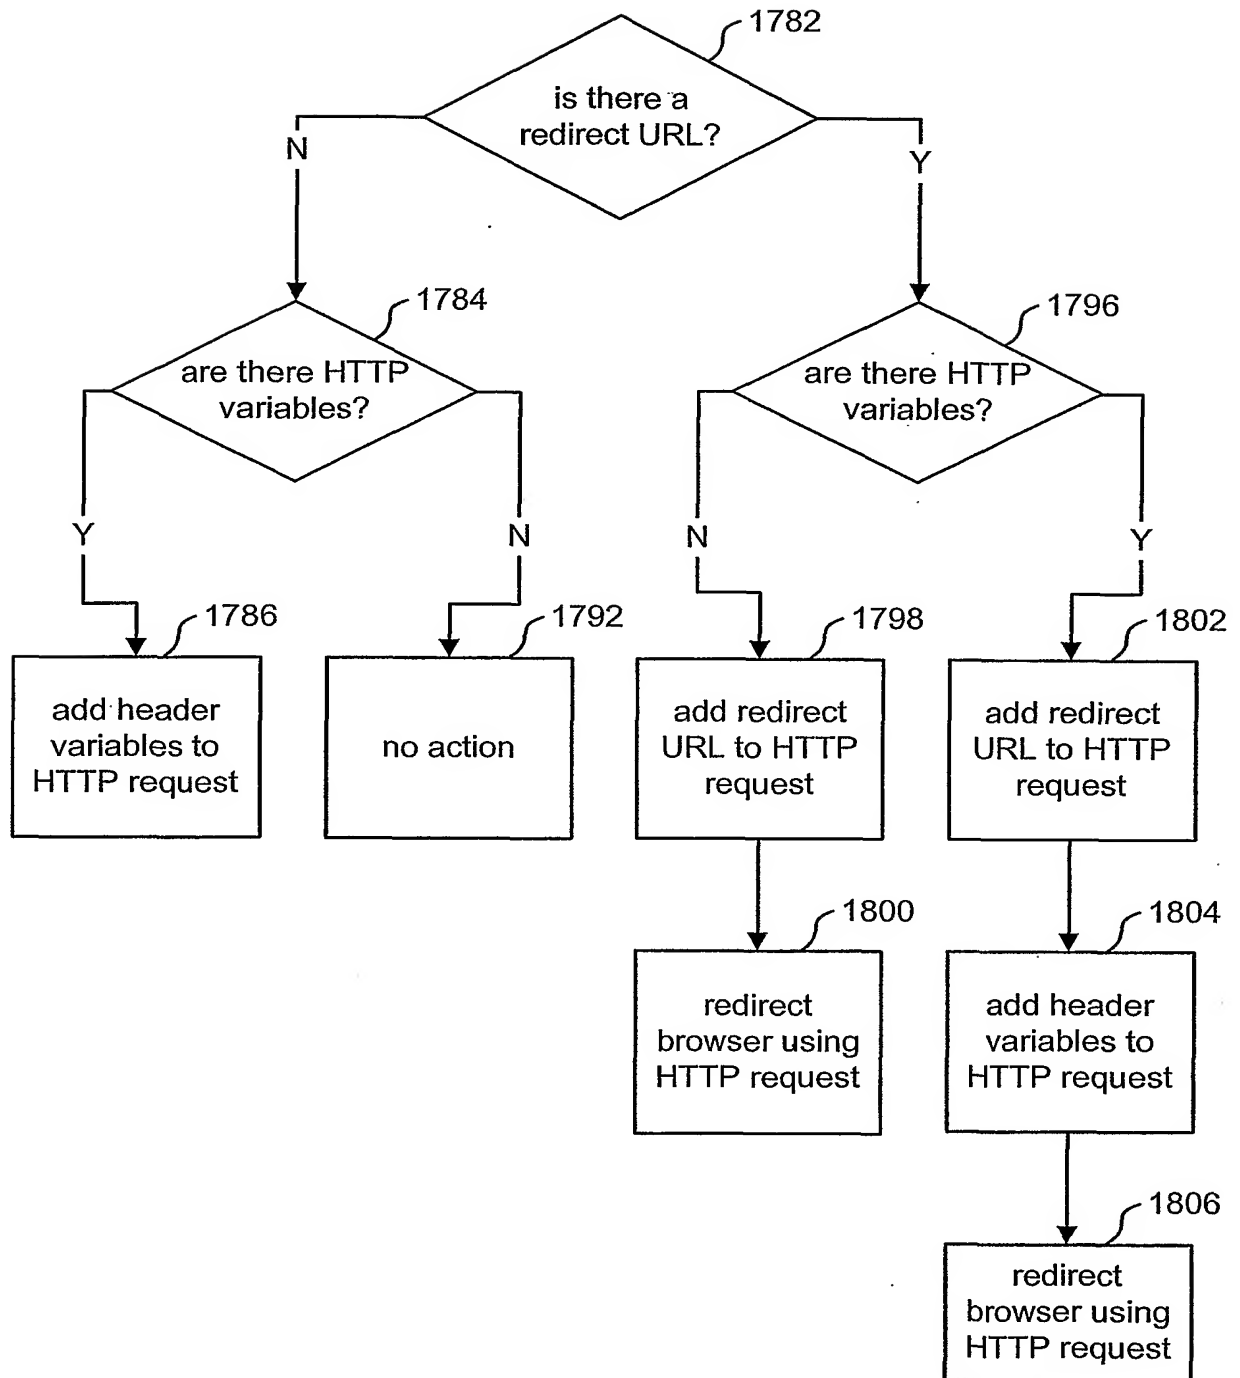 1782
is there a
redirect URL?
N
Y
1784
are there HTTP
variables?
1796
are there HTTP
variables?
Y
N
N
Y
1786
add header
variables to
HTTP request
1792
no action
1798
add redirect
URL to HTTP
request
1802
add redirect
URL to HTTP
request
1800
redirect
browser using
HTTP request
1804
add header
variables to
HTTP request
1806
redirect
browser using
HTTP request